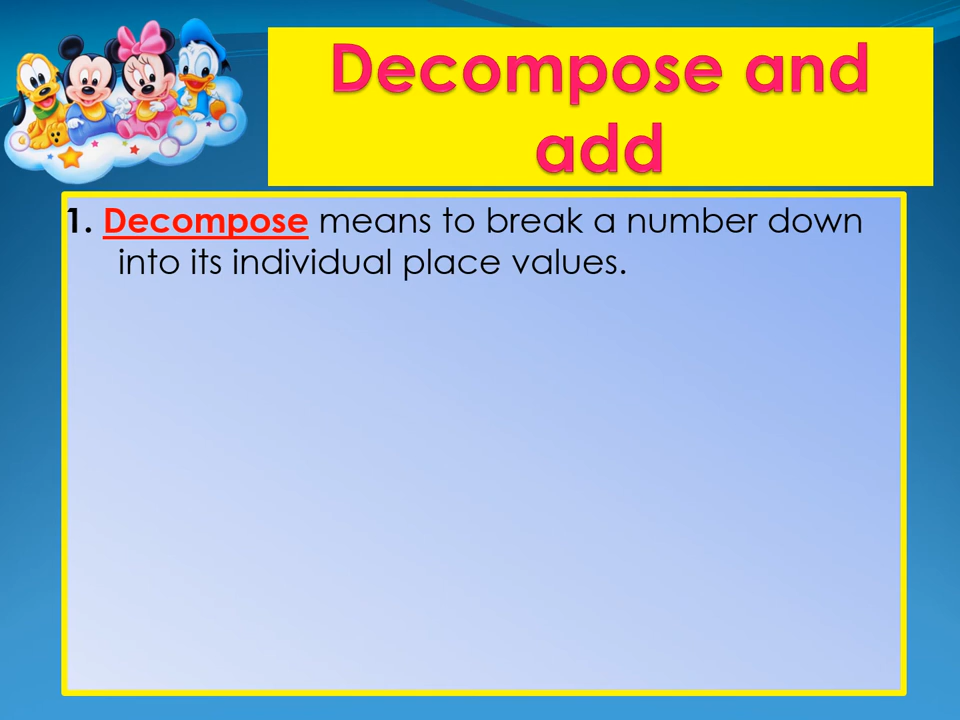 Decompose and
add
1. Decompose means to break a number down
into its individual place values.